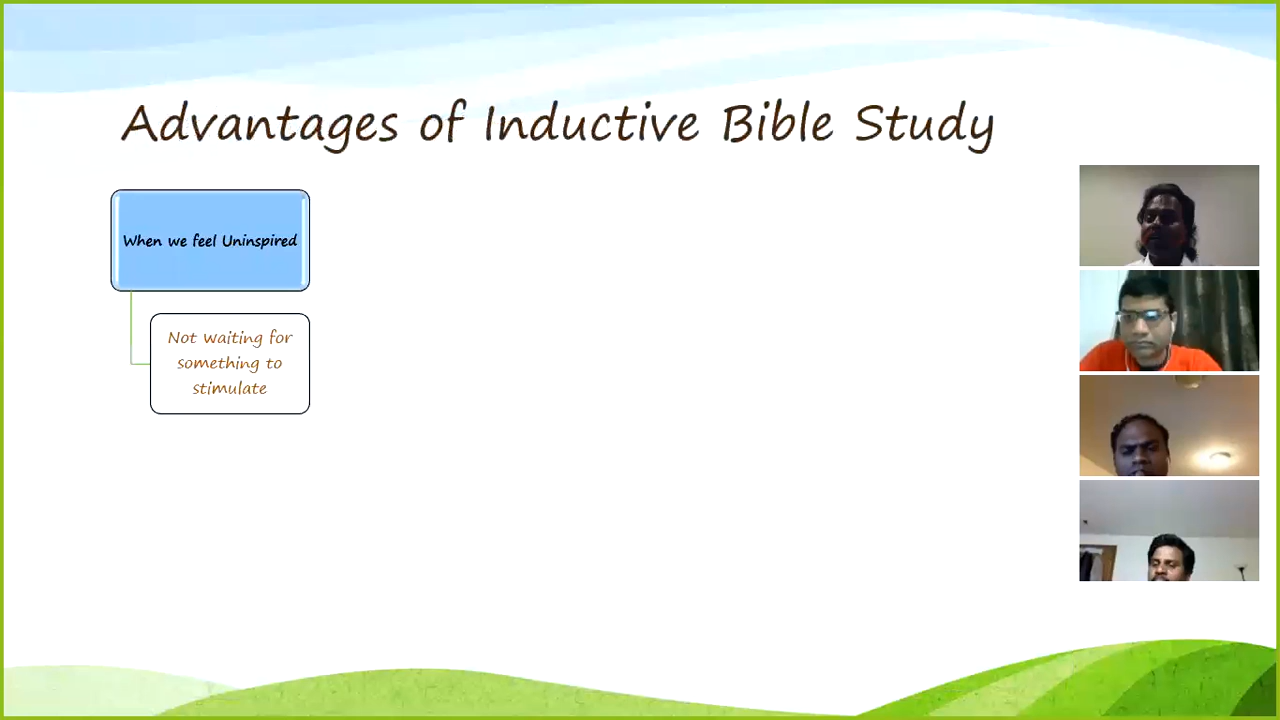 Advantages of Inductive Bible Study
When we feel Uninspired
Not waiting for
something to
stimulate